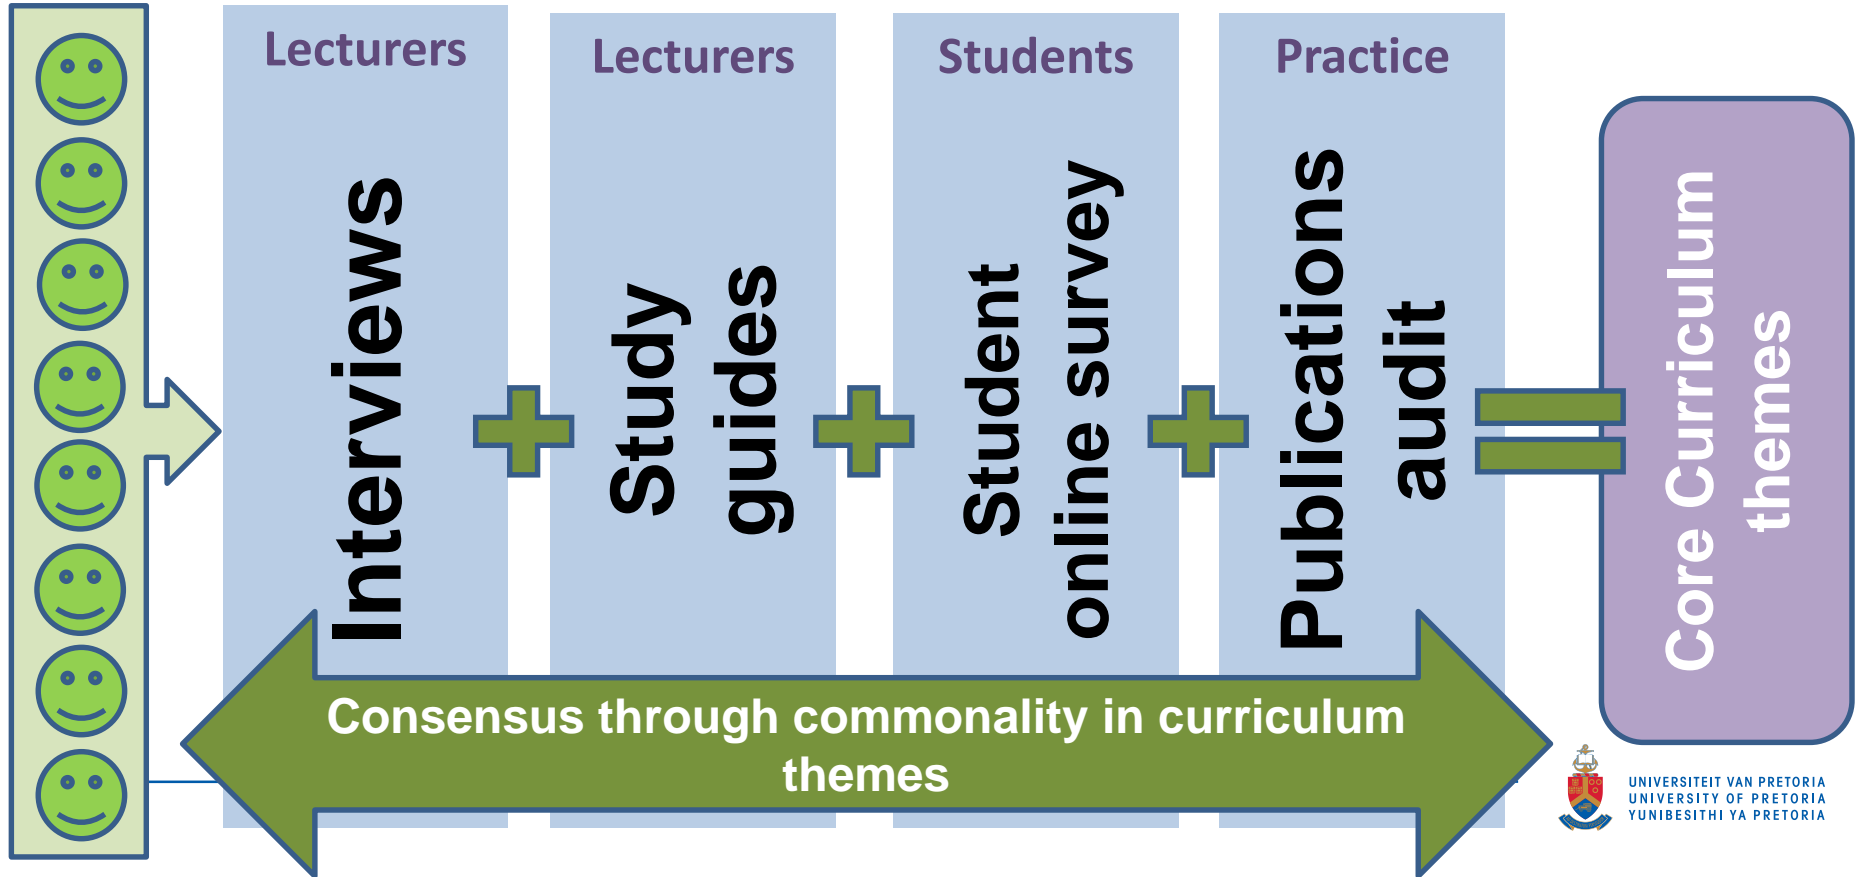 Lecturers
Interviews
Lecturers
Study
guides
Students
Student
online survey
Practice
Publications
audit
Core Curriculum
themes
Consensus through commonality in curriculum
themes
UNIVERSITEIT VAN PRETORIA
UNIVERSITY OF PRETORIA
YUNIBESITHI YA PRETORIA